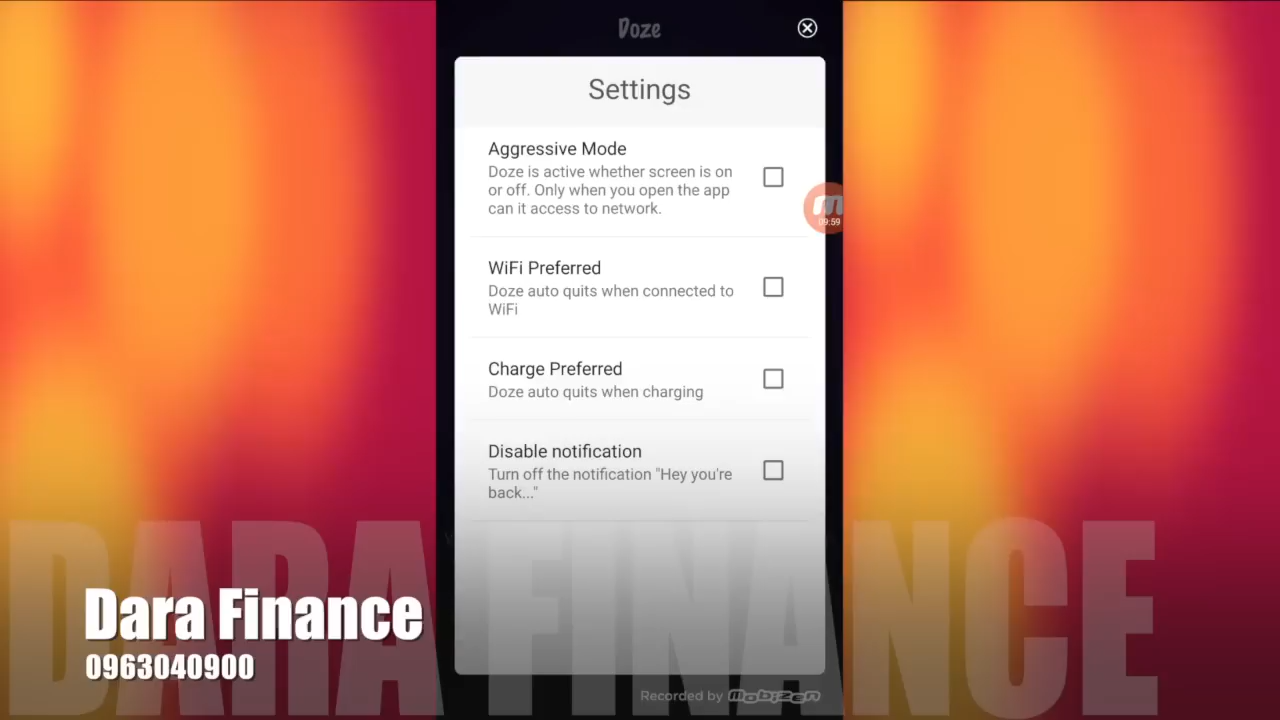 Doze
Settings
Aggressive Mode
Doze is active whether screen is on
or off. Only when you open the app
can it access to network.
09:59
WiFi Preferred
Doze auto quits when connected to
WiFi
Charge Preferred
Doze auto quits when charging
Disable notification
Turn off the notification "Hey you're
back..."
DARA FINANCE
Dara Finance
0963040900
Recorded by Mobizen